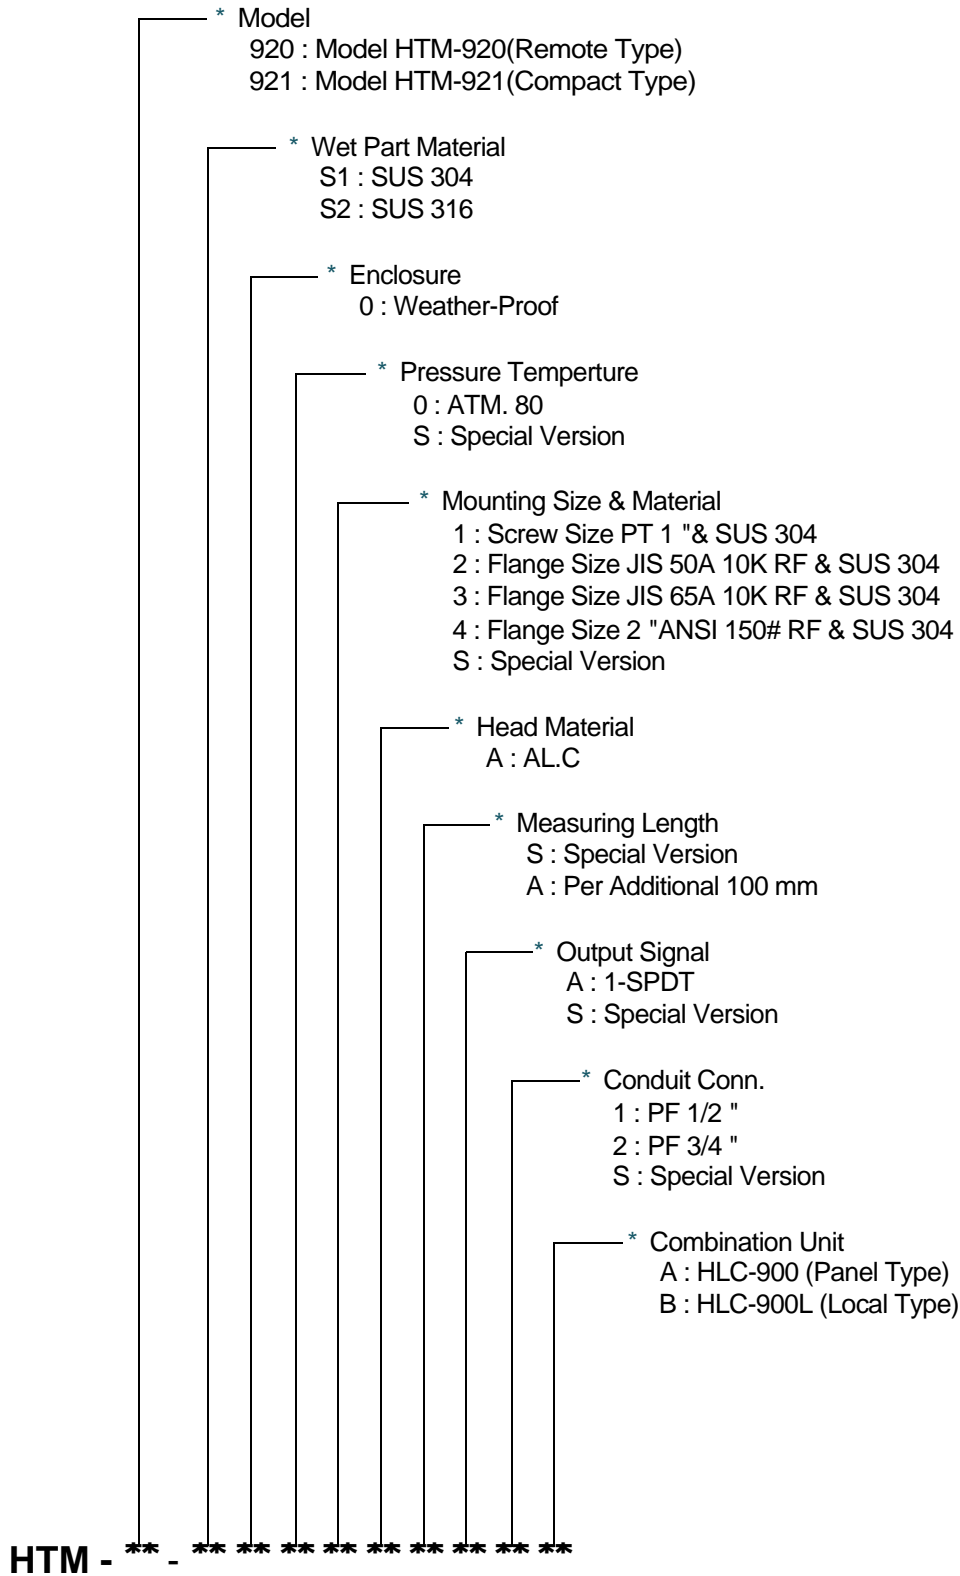 * Model
920 : Model HTM-920(Remote Type)
921 : Model HTM-921(Compact Type)
* Wet Part Material
S1 : SUS 304
S2 : SUS 316
* Enclosure
0 : Weather-Proof
* Pressure Temperture
0 : ATM. 80
S : Special Version
* Mounting Size & Material
1 : Screw Size PT 1 "& SUS 304
2 : Flange Size JIS 50A 10K RF & SUS 304
3 : Flange Size JIS 65A 10K RF & SUS 304
4 : Flange Size 2 "ANSI 150# RF & SUS 304
S : Special Version
* Head Material
A : AL.C
* Measuring Length
S : Special Version
A : Per Additional 100 mm
* Output Signal
A : 1-SPDT
S : Special Version
* Conduit Conn.
1 : PF 1/2 "
2 : PF 3/4 "
S : Special Version
* Combination Unit
A : HLC-900 (Panel Type)
B : HLC-900L (Local Type)
HTM - ** - ** ** ** ** ** ** ** ** **